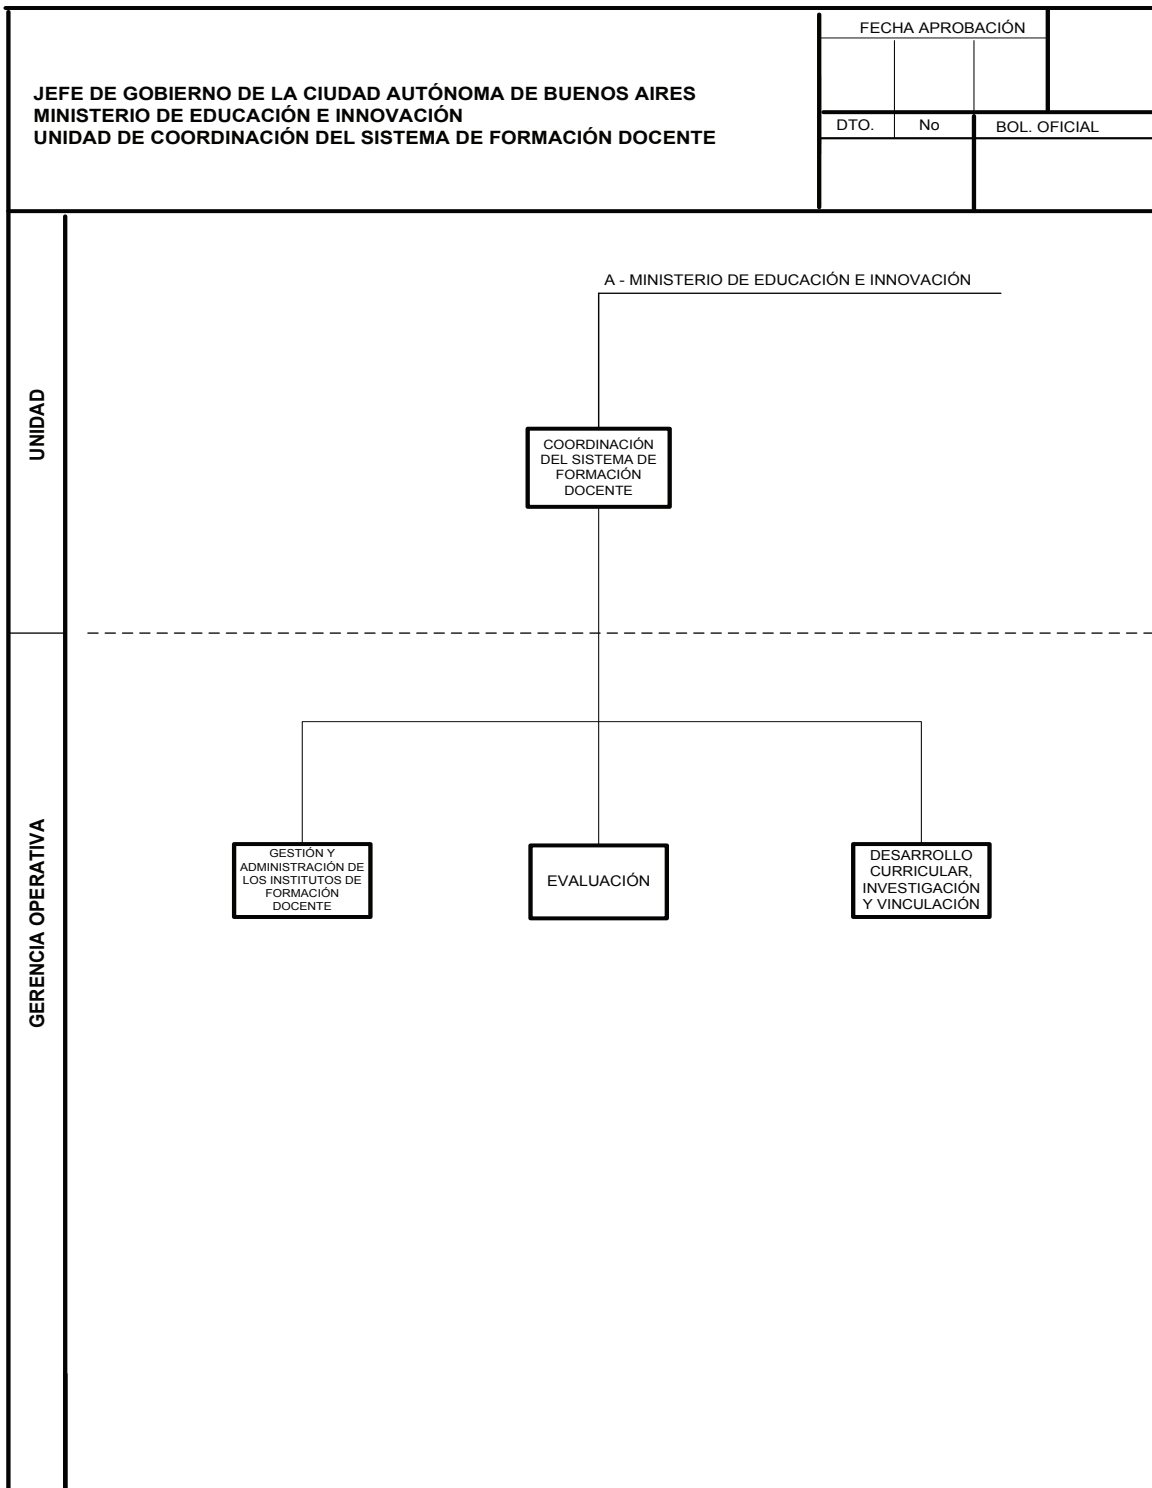 JEFE DE GOBIERNO DE LA CIUDAD AUTÓNOMA DE BUENOS AIRES
MINISTERIO DE EDUCACIÓN E INNOVACIÓN
UNIDAD DE COORDINACIÓN DEL SISTEMA DE FORMACIÓN DOCENTE
FECHA APROBACIÓN
DTO. No BOL. OFICIAL
UNIDAD
A - MINISTERIO DE EDUCACIÓN E INNOVACIÓN
COORDINACIÓN
DEL SISTEMA DE
FORMACIÓN
DOCENTE
GERENCIA OPERATIVA
GESTIÓN Y
ADMINISTRACIÓN DE
LOS INSTITUTOS DE
FORMACIÓN
DOCENTE
EVALUACIÓN
DESARROLLO
CURRICULAR,
INVESTIGACIÓN
Y VINCULACIÓN